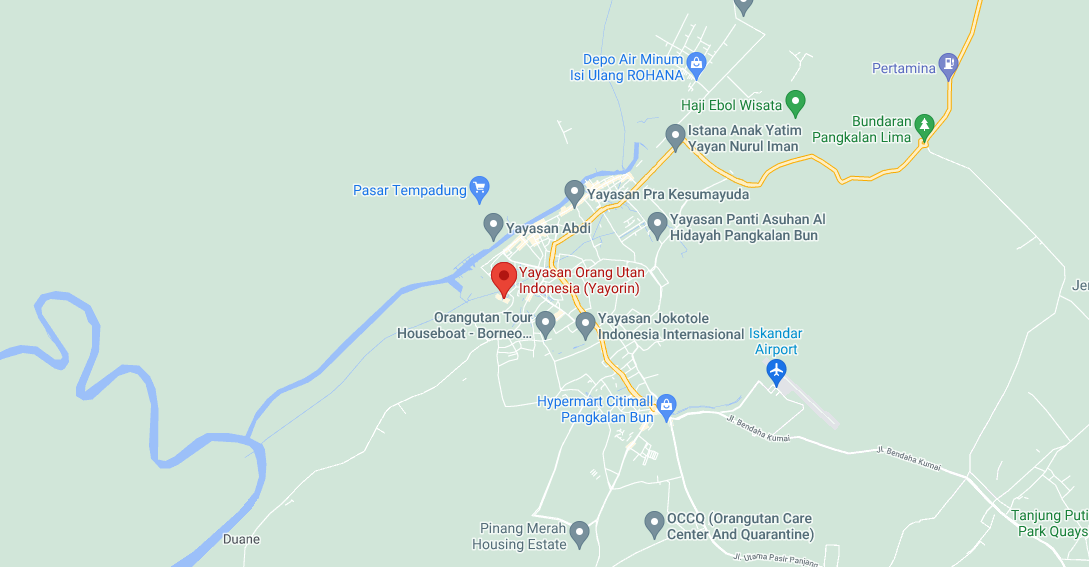 Depo Air Minum
Isi Ulang ROHANA
Pertamina
Haji Ebol Wisata
Bundaran
Pangkalan Lima
Istana Anak Yatim
Yayan Nurul Iman
Pasar Tempadung
Yayasan Pra Kesumayuda
Yayasan Abdi
Yayasan Panti Asuhan Al
Hidayah Pangkalan Bun
Yayasan Orang Utan
Indonesia (Yayorin)
Je
Orangutan Tour
Houseboat - Borneo...
Yayasan Jokotole
Indonesia Internasional
Iskandar
Airport
Hypermart Citimall
Pangkalan Bun
Jl. Bendaha Kumai
Jl. Bendaha Kumai
Tanjung Puti
Park Quays
OCCQ (Orangutan Care
Center And Quarantine)
Pinang Merah
Housing Estate
Duane
Jl. Utama Pasir Panjang